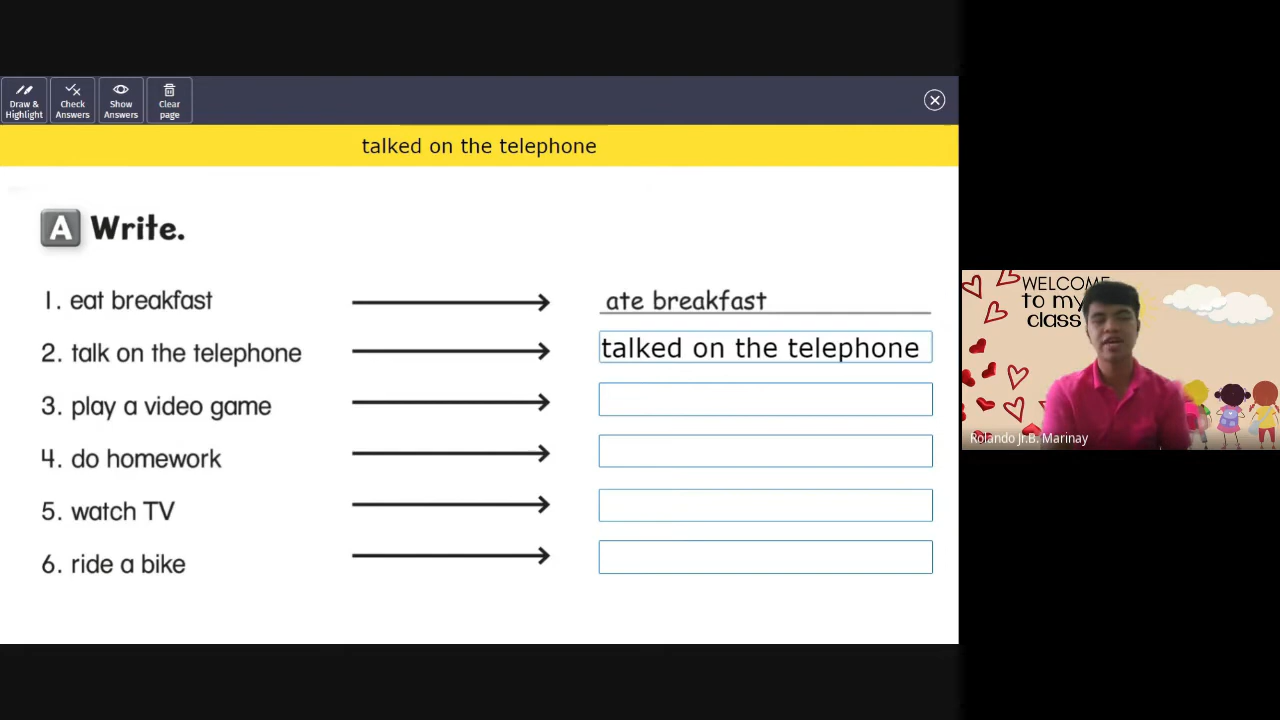 Draw &
Highlight
Check
Answers
Show
Answers
Clear
page
talked on the telephone
A Write.
1. eat breakfast
ate breakfast
2. talk on the telephone
talked on the telephone
3. play a video game
4. do homework
5. watch TV
6. ride a bike
WELCOME
to my
class
Rolando Jr.B. Marinay